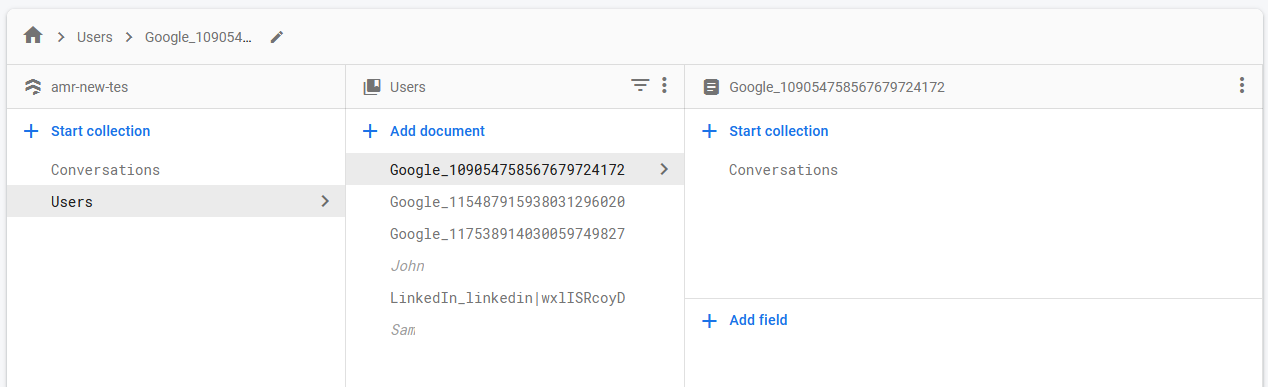 Users Google_109054...
amr-new-tes
Start collection
Conversations
Users
Users
Add document
Google_109054758567679724172
Google_115487915938031296020
Google_117538914030059749827
John
LinkedIn_linkedin|wxlISRcoyD
Sam
Google_109054758567679724172
Start collection
Conversations
Add field